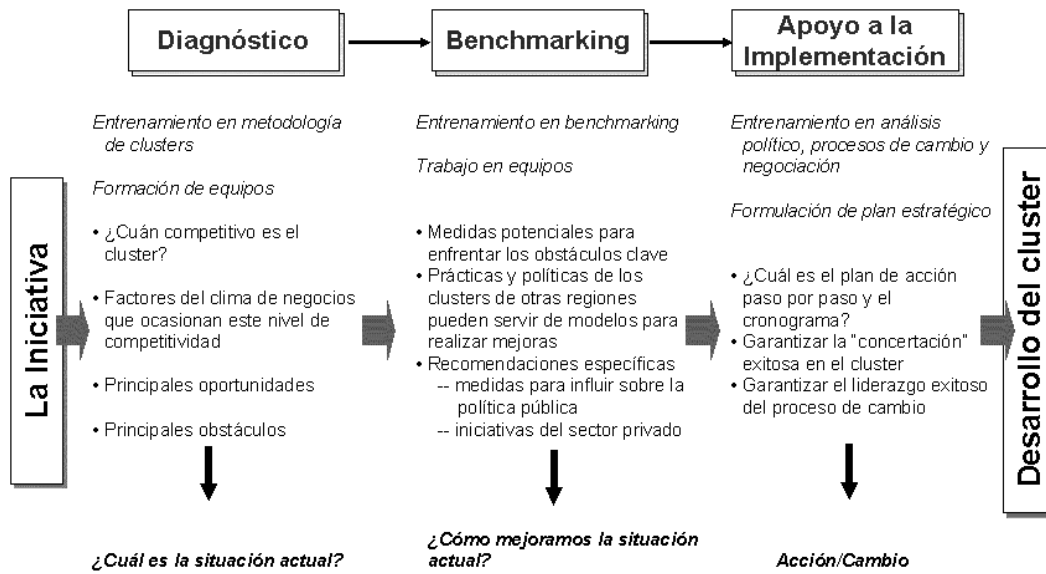 La Iniciativa
Diagnóstico
Entrenamiento en metodología
de clusters
Formación de equipos
• ¿Cuán competitivo es el
cluster?
• Factores del clima de negocios
que ocasionan este nivel de
competitividad
• Principales oportunidades
• Principales obstáculos
¿Cuál es la situación actual?
Benchmarking
Entrenamiento en benchmarking
Trabajo en equipos
• Medidas potenciales para
enfrentar los obstáculos clave
• Prácticas y políticas de los
clusters de otras regiones
pueden servir de modelos para
realizar mejoras
• Recomendaciones específicas
-- medidas para influir sobre la
política pública
-- iniciativas del sector privado
¿Cómo mejoramos la situación
actual?
Apoyo a la
Implementación
Entrenamiento en análisis
político, procesos de cambio y
negociación
Formulación de plan estratégico
• ¿Cuál es el plan de acción
paso por paso y el
cronograma?
• Garantizar la "concertación"
exitosa en el cluster
• Garantizar el liderazgo exitoso
del proceso de cambio
Acción/Cambio
Desarrollo del cluster